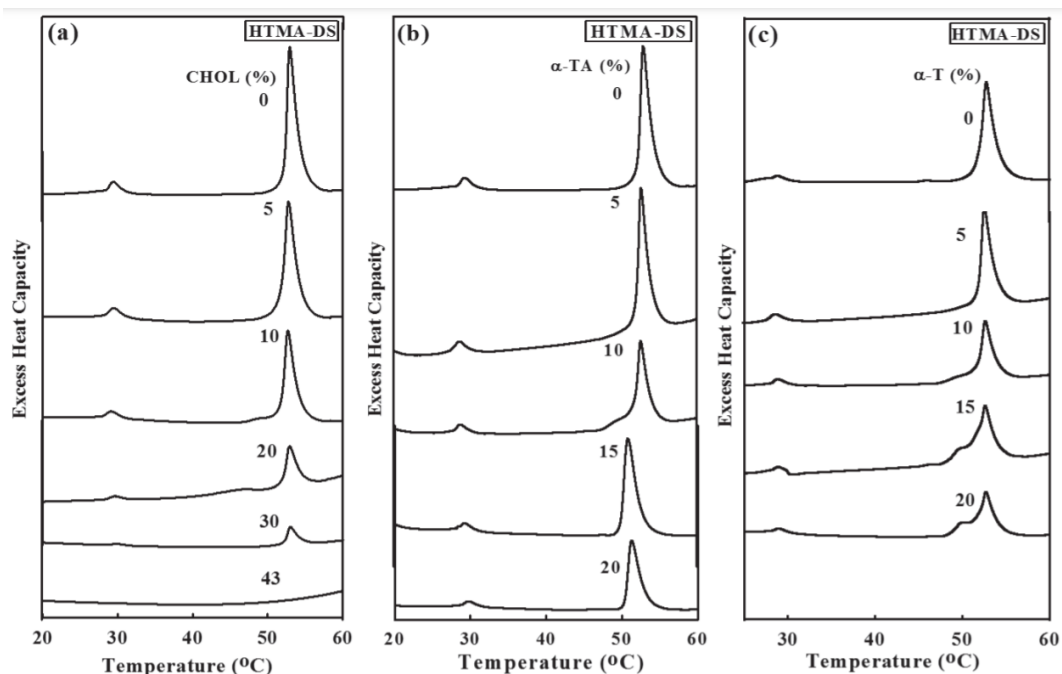 (a)
HTMA-DS
CHOL (%)
0
5
10
20
30
43
Excess Heat Capacity
20 30 40 50 60
Temperature (ºC)
(b)
HTMA-DS
α-TA (%)
0
5
10
15
20
Excess Heat Capacity
20 30 40 50 60
Temperature (ºC)
(c)
HTMA-DS
α-T (%)
0
5
10
15
20
Excess Heat Capacity
30 40 50 60
Temperature (ºC)